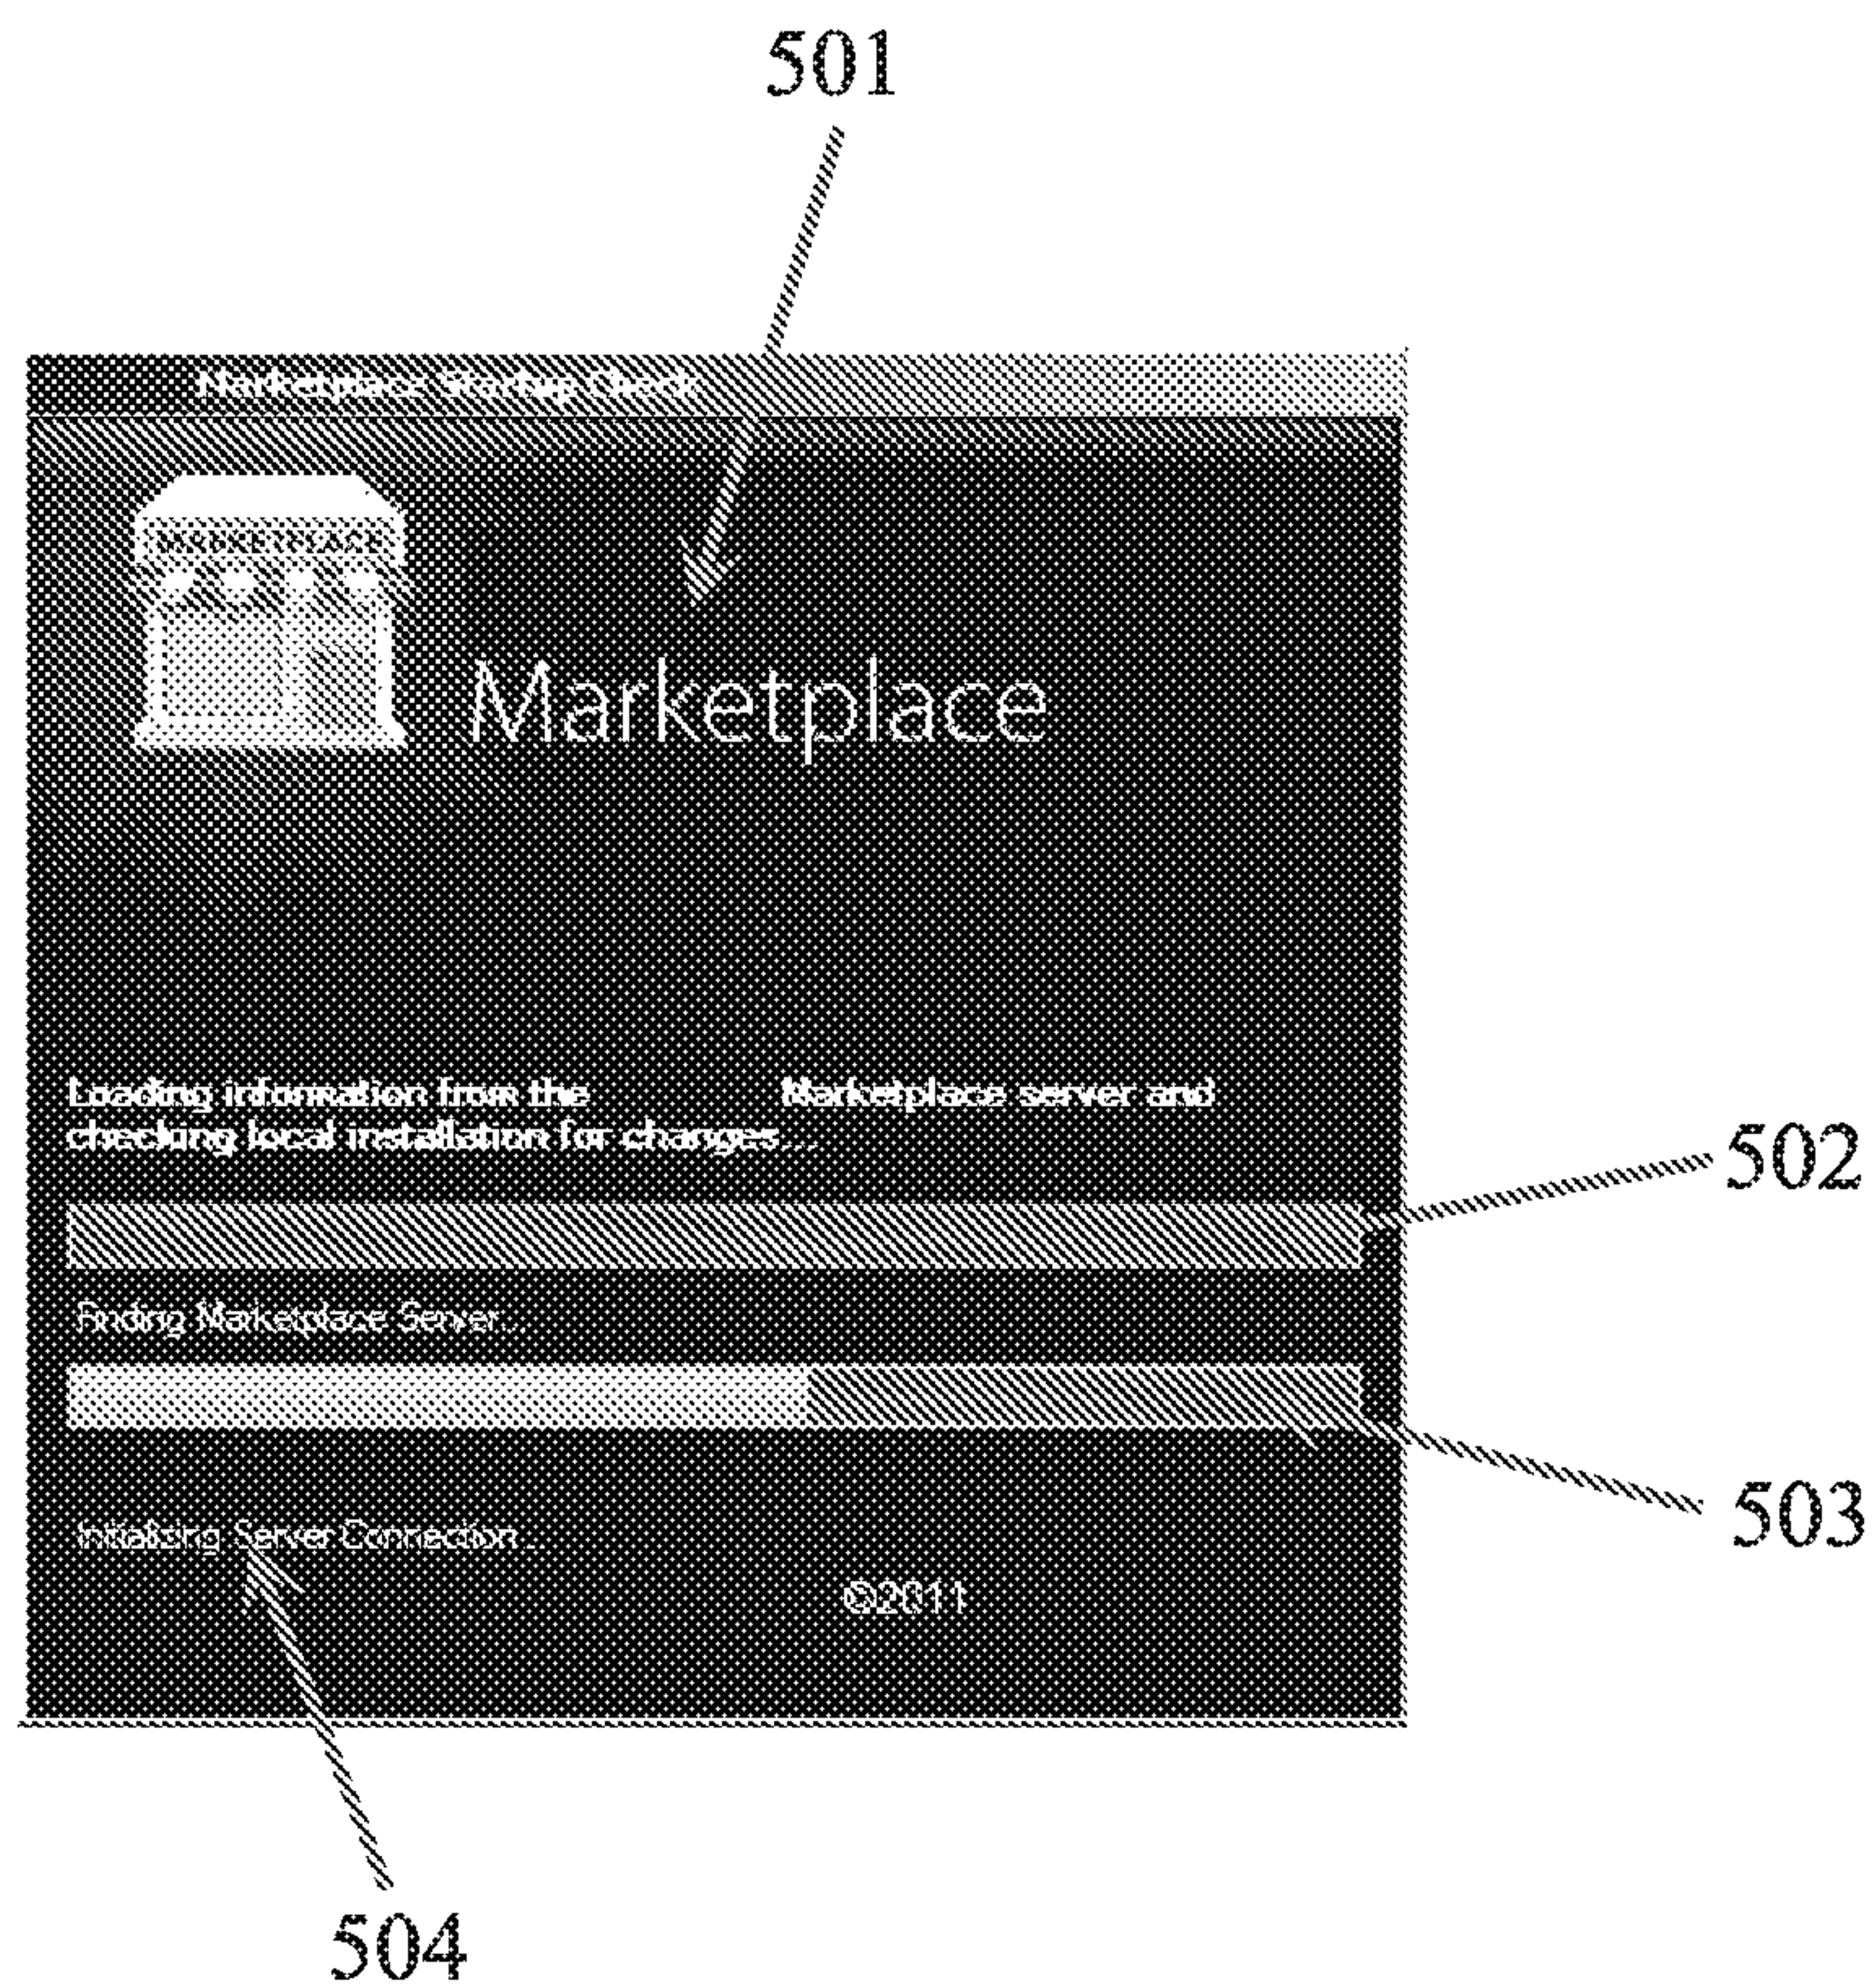 501
Marketplace Startup Check
MARKETPLACE
Marketplace
Loading information from the Marketplace server and
checking local installation for changes...
502
Finding Marketplace Server...
503
Initializing Server Connection...
©2011
504